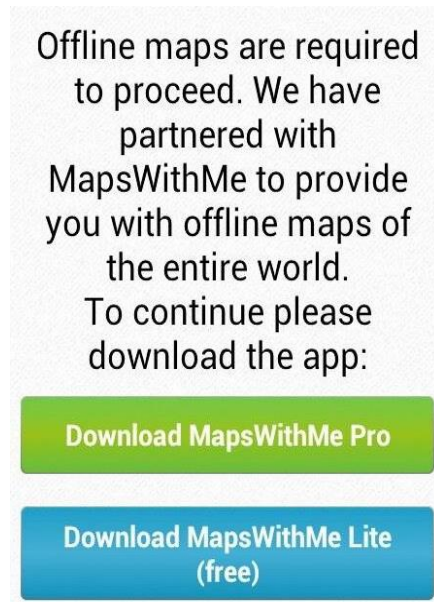 Offline maps are required
to proceed. We have
partnered with
MapsWithMe to provide
you with offline maps of
the entire world.
To continue please
download the app:
Download MapsWithMe Pro
Download MapsWithMe Lite
(free)